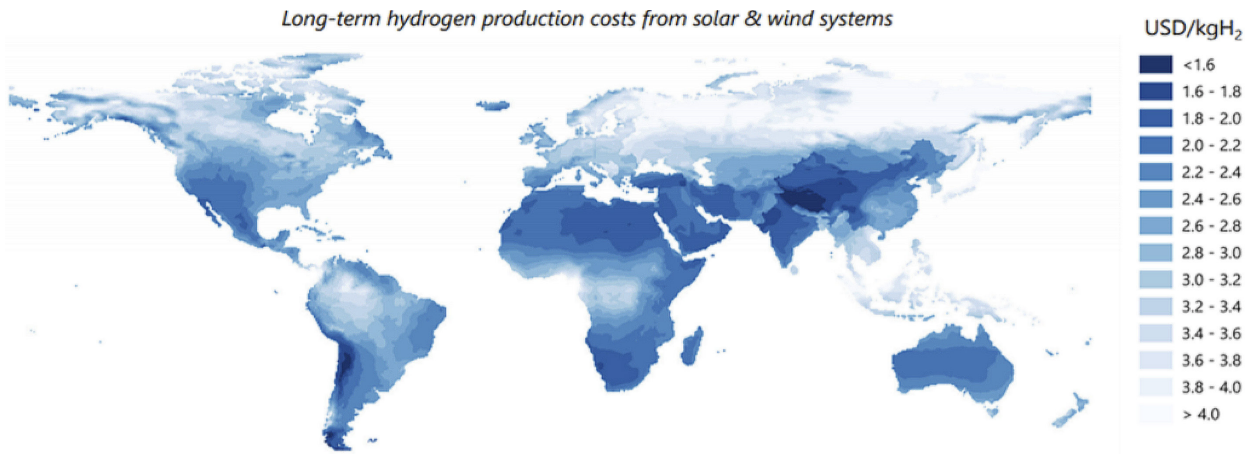 Long-term hydrogen production costs from solar & wind systems
USD/kgH₂
<1.6
1.6 - 1.8
1.8 - 2.0
2.0 - 2.2
2.2 - 2.4
2.4 - 2.6
2.6 - 2.8
2.8 - 3.0
3.0 - 3.2
3.2 - 3.4
3.4 - 3.6
3.6 - 3.8
3.8 - 4.0
> 4.0